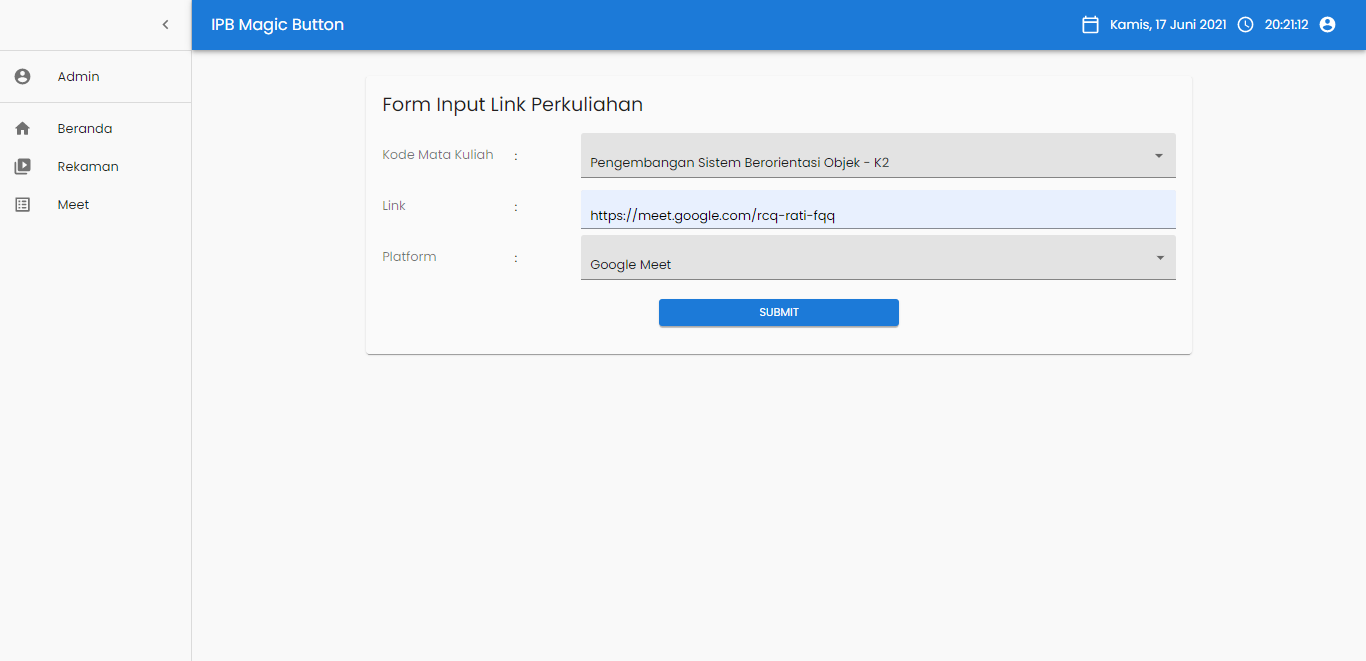 IPB Magic Button
Kamis, 17 Juni 2021
20:21:12
Admin
Beranda
Rekaman
Meet
Form Input Link Perkuliahan
Kode Mata Kuliah : Pengembangan Sistem Berorientasi Objek - K2
Link : https://meet.google.com/rcq-rati-fqq
Platform : Google Meet
SUBMIT